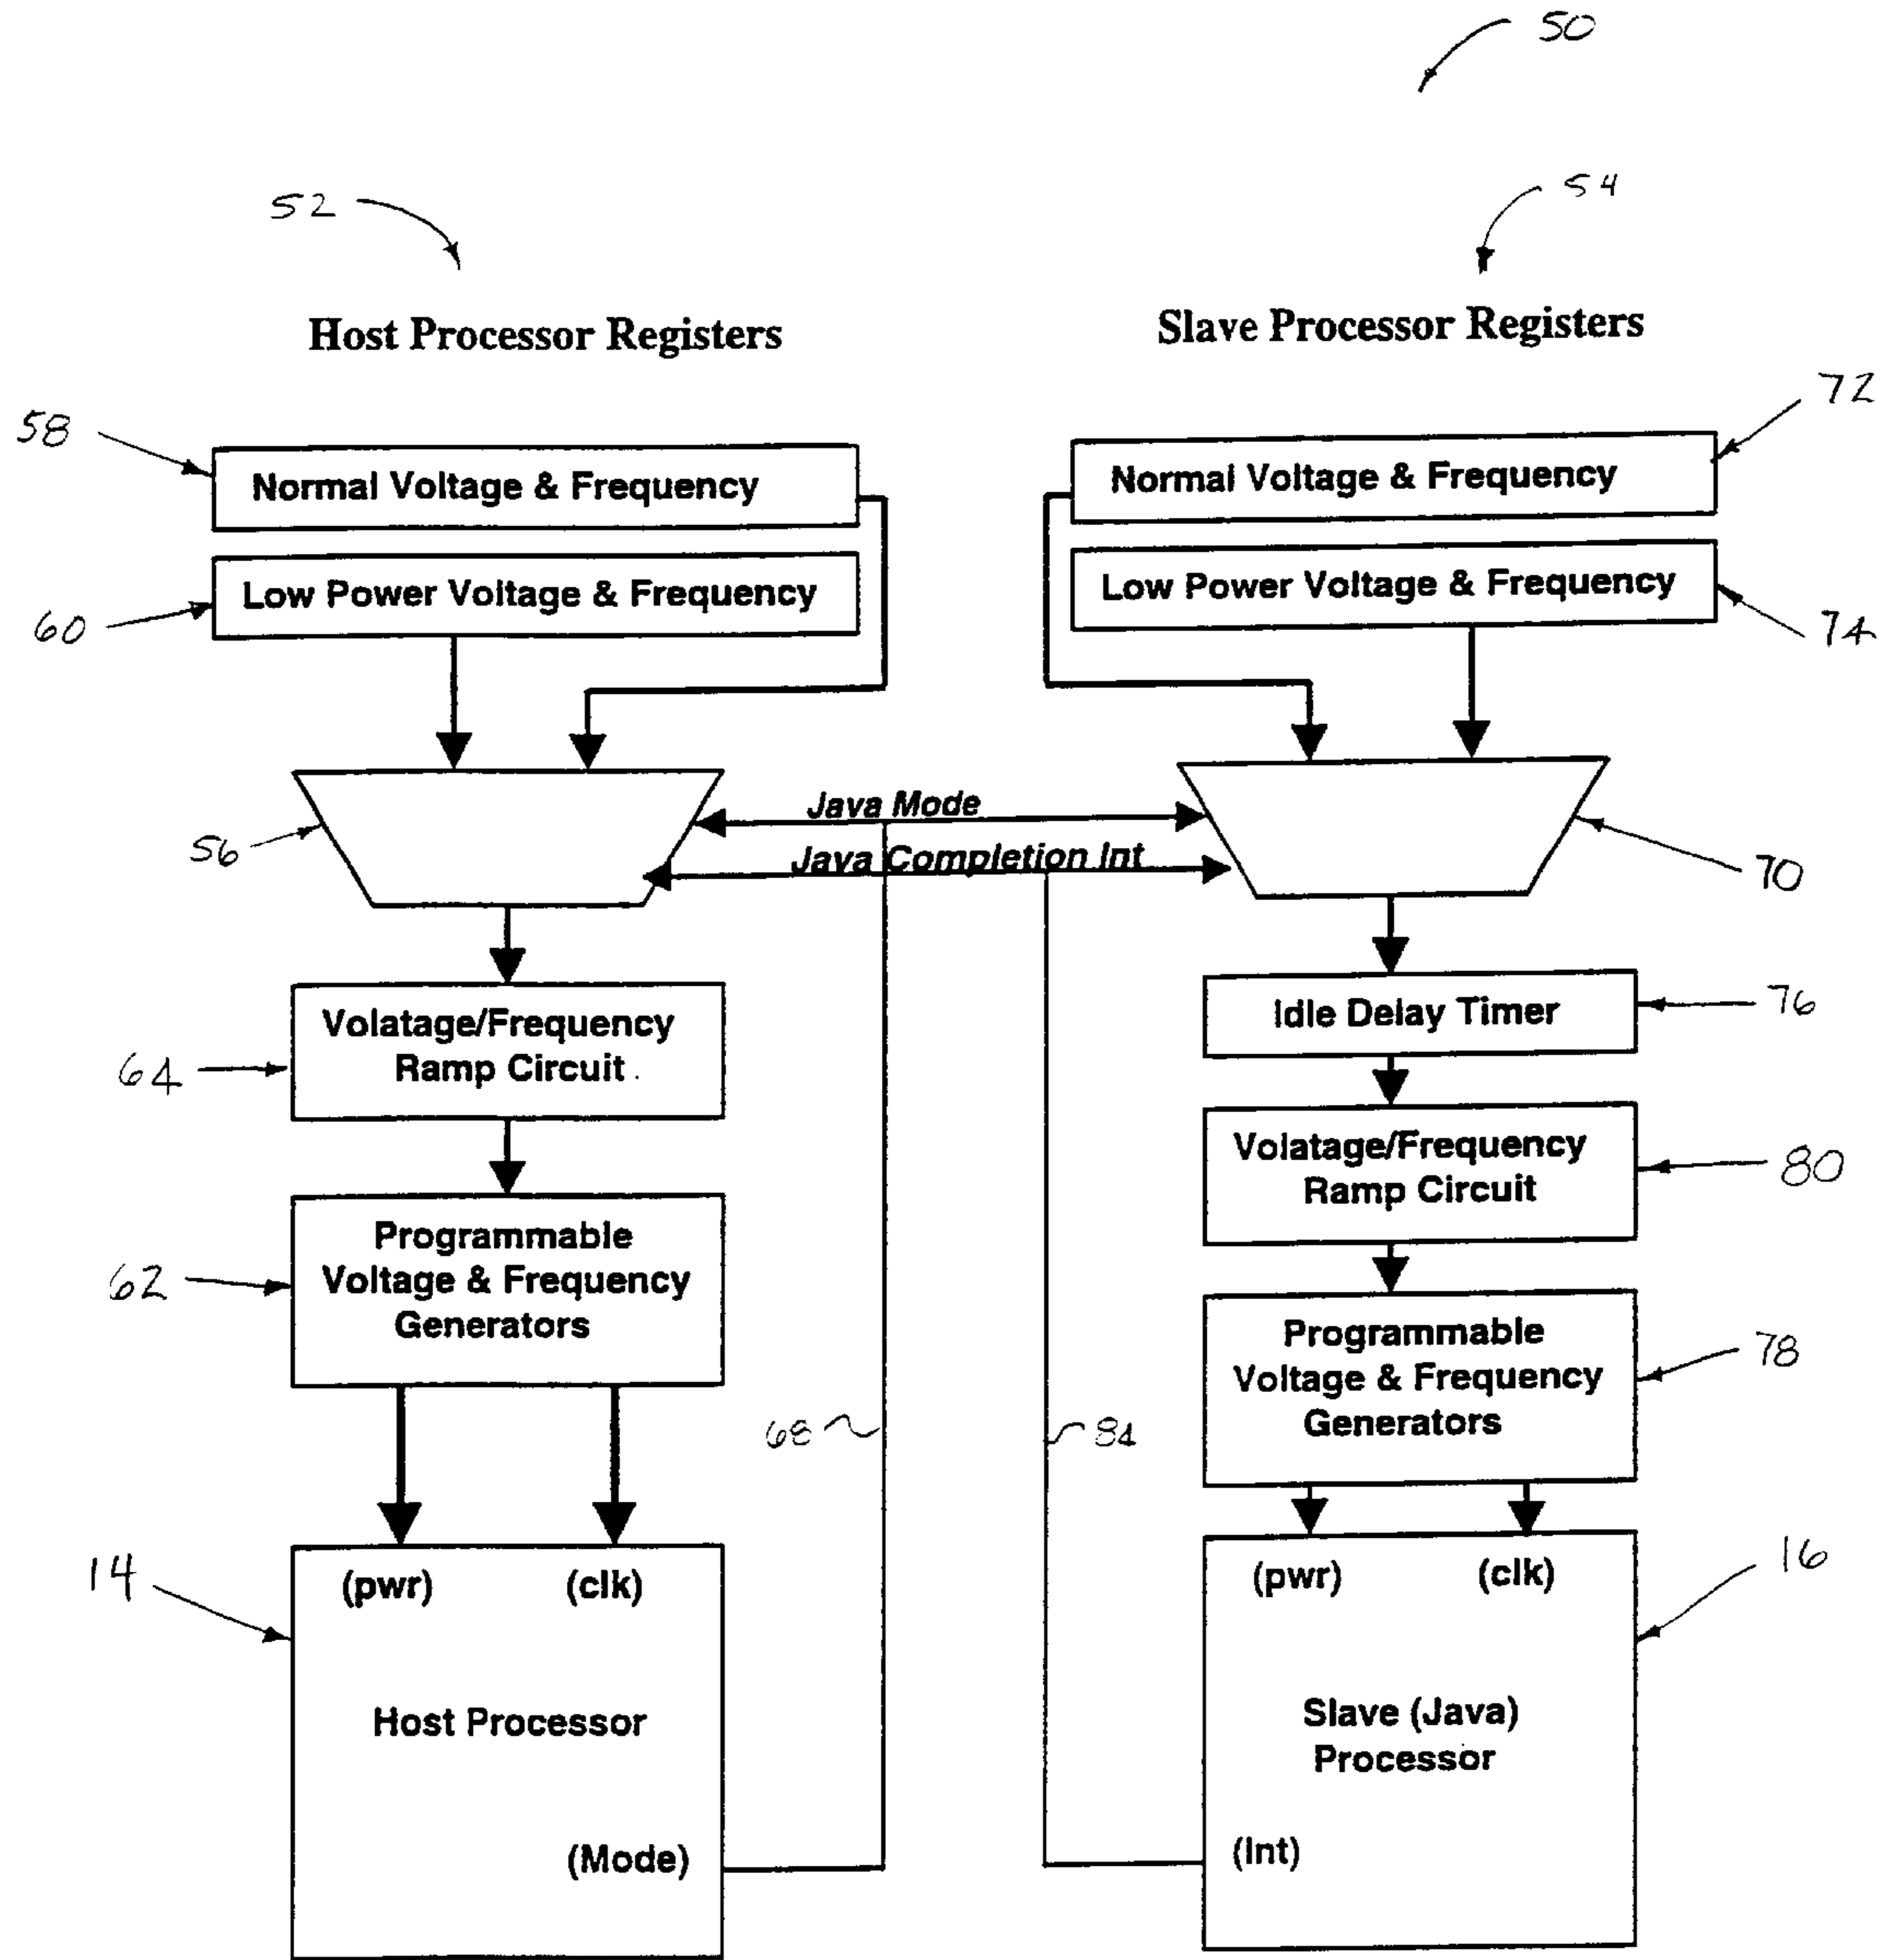 50
52
54
Host Processor Registers
Slave Processor Registers
58
Normal Voltage & Frequency
Normal Voltage & Frequency
72
60
Low Power Voltage & Frequency
Low Power Voltage & Frequency
74
56
Java Mode
Java Completion Int
70
64
Volatage/Frequency
Ramp Circuit
Idle Delay Timer
76
Volatage/Frequency
Ramp Circuit
80
62
Programmable
Voltage & Frequency
Generators
Programmable
Voltage & Frequency
Generators
78
68
84
14
(pwr)
(clk)
Host Processor
(Mode)
(pwr)
(clk)
16
Slave (Java)
Processor
(Int)